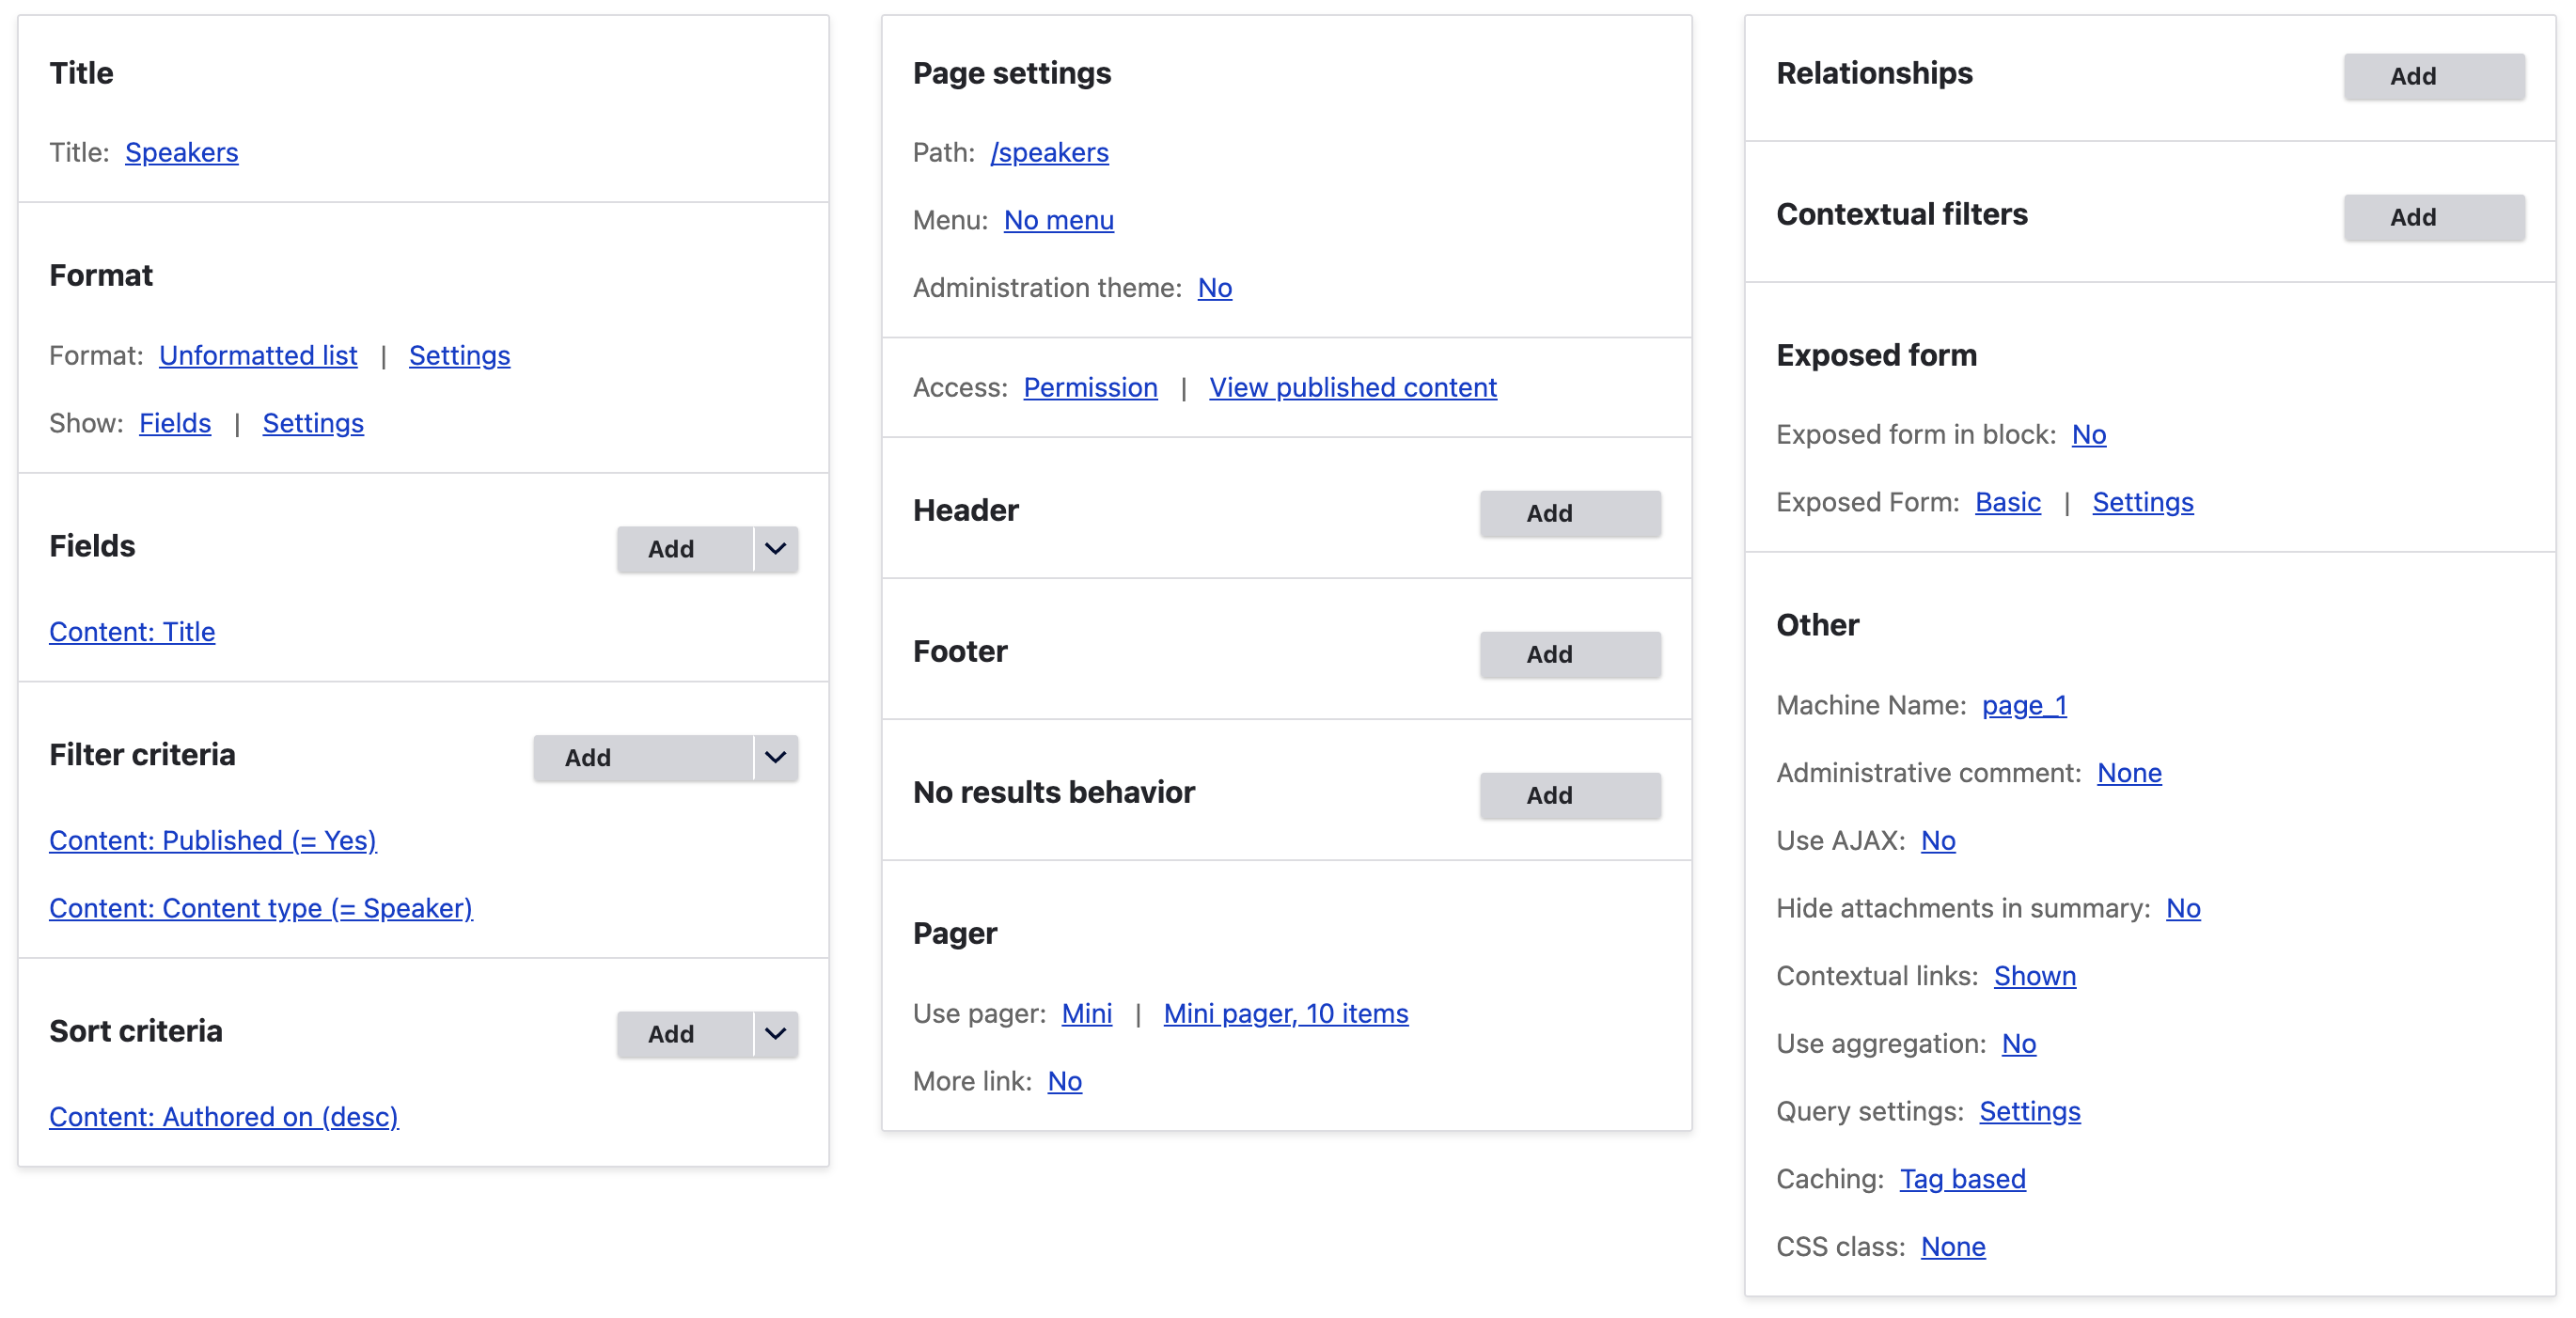 Title
Title: Speakers
Format
Format: Unformatted list | Settings
Show: Fields | Settings
Fields
Add
Content: Title
Filter criteria
Add
Content: Published (= Yes)
Content: Content type (= Speaker)
Sort criteria
Add
Content: Authored on (desc)
Page settings
Path: /speakers
Menu: No menu
Administration theme: No
Access: Permission | View published content
Header
Add
Footer
Add
No results behavior
Add
Pager
Use pager: Mini | Mini pager, 10 items
More link: No
Relationships
Add
Contextual filters
Add
Exposed form
Exposed form in block: No
Exposed Form: Basic | Settings
Other
Machine Name: page_1
Administrative comment: None
Use AJAX: No
Hide attachments in summary: No
Contextual links: Shown
Use aggregation: No
Query settings: Settings
Caching: Tag based
CSS class: None